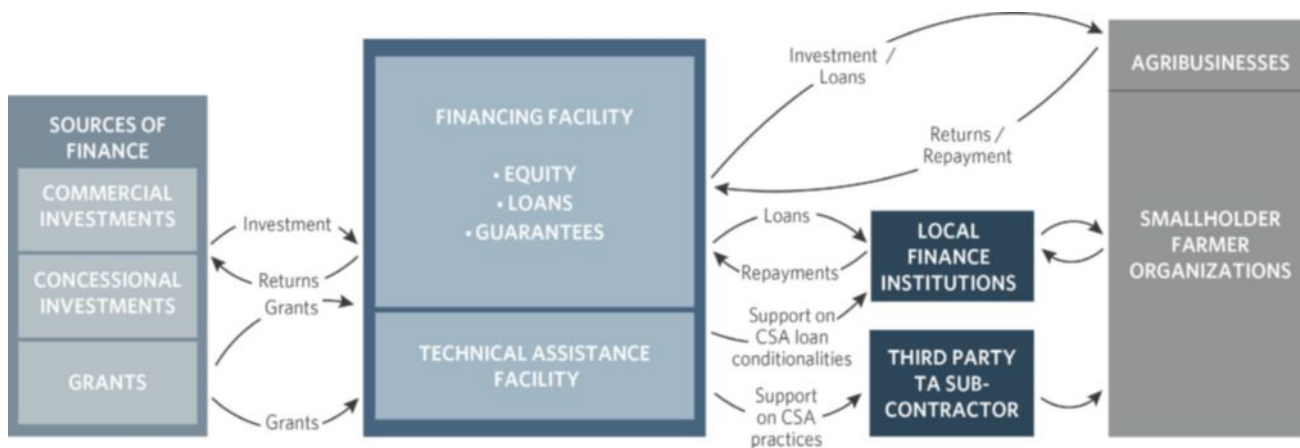 SOURCES OF
FINANCE
COMMERCIAL
INVESTMENTS
CONCESSIONAL
INVESTMENTS
GRANTS
Investment
Returns
Grants
Grants
FINANCING FACILITY
• EQUITY
• LOANS
• GUARANTEES
TECHNICAL ASSISTANCE
FACILITY
Investment /
Loans
Returns /
Repayment
Loans
Repayments
Support on
CSA loan
conditionalities
Support
on CSA
practices
LOCAL
FINANCE
INSTITUTIONS
THIRD PARTY
TA SUB-
CONTRACTOR
AGRIBUSINESSES
SMALLHOLDER
FARMER
ORGANIZATIONS